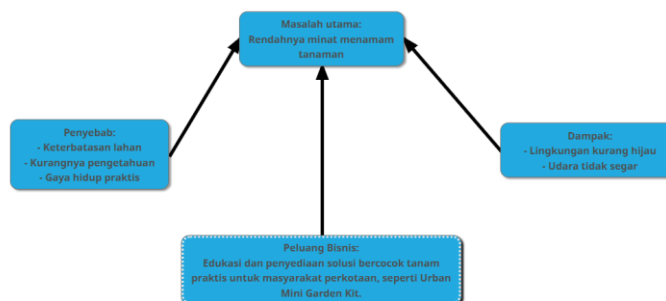 Masalah utama:
Rendahnya minat menamam
tanaman
Penyebab:
- Keterbatasan lahan
- Kurangnya pengetahuan
- Gaya hidup praktis
Dampak:
- Lingkungan kurang hijau
- Udara tidak segar
Peluang Bisnis:
Edukasi dan penyediaan solusi bercocok tanam
praktis untuk masyarakat perkotaan, seperti Urban
Mini Garden Kit.